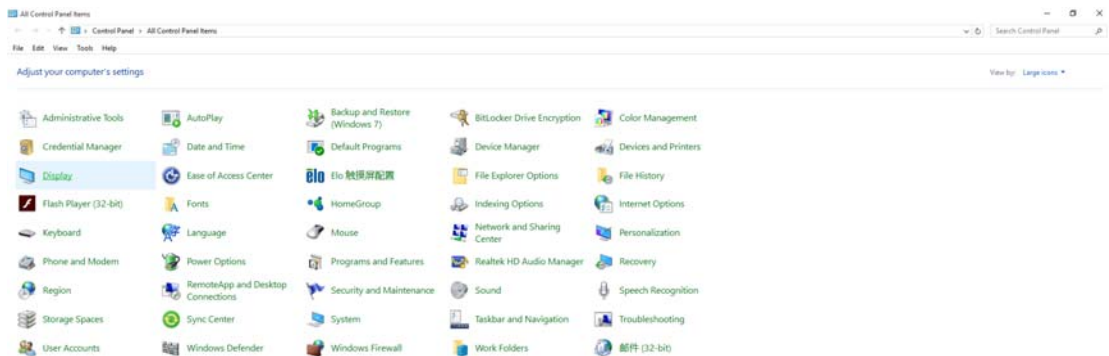 All Control Panel Items
Control Panel > All Control Panel Items
Search Control Panel
File Edit View Tools Help
Adjust your computer's settings
View by: Large icons
Administrative Tools
AutoPlay
Backup and Restore
(Windows 7)
BitLocker Drive Encryption
Color Management
Credential Manager
Date and Time
Default Programs
Device Manager
Devices and Printers
Display
Ease of Access Center
elo
Elo 触摸屏配置
File Explorer Options
File History
Flash Player (32-bit)
Fonts
HomeGroup
Indexing Options
Internet Options
Keyboard
Language
Mouse
Network and Sharing
Center
Personalization
Phone and Modem
Power Options
Programs and Features
Realtek HD Audio Manager
Recovery
Region
RemoteApp and Desktop
Connections
Security and Maintenance
Sound
Speech Recognition
Storage Spaces
Sync Center
System
Taskbar and Navigation
Troubleshooting
User Accounts
Windows Defender
Windows Firewall
Work Folders
邮件 (32-bit)